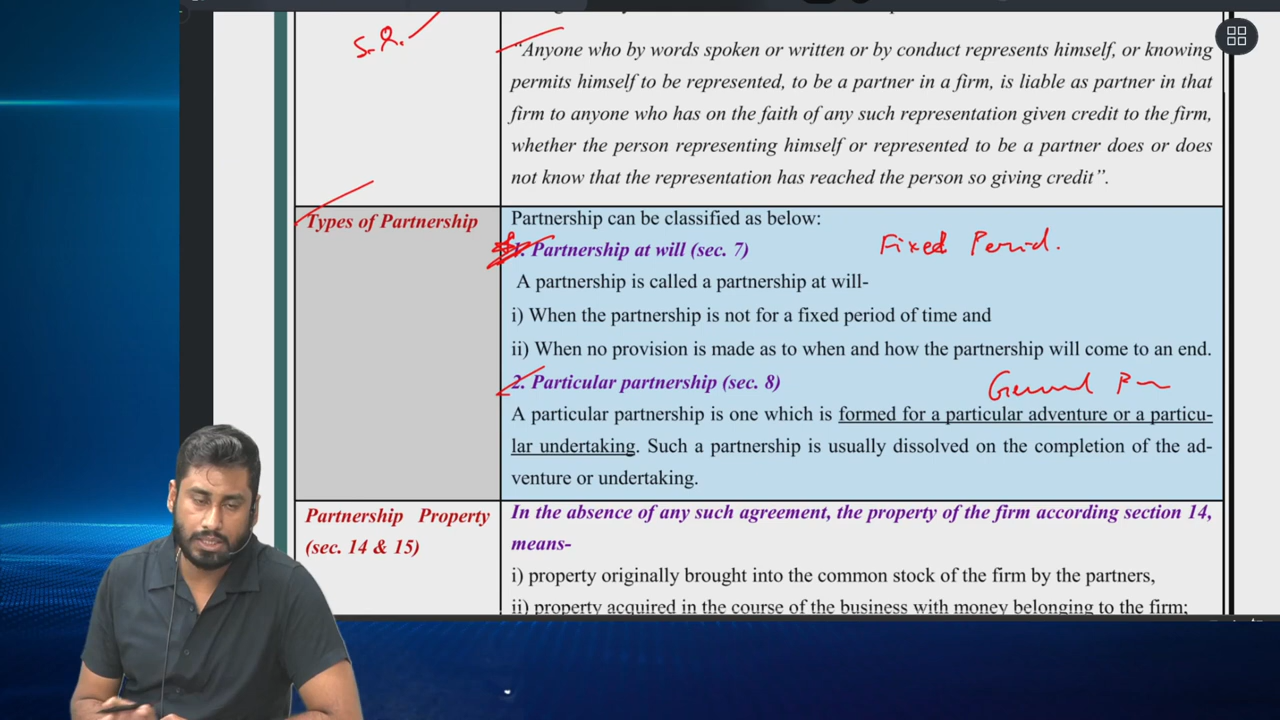 S.R.
"Anyone who by words spoken or written or by conduct represents himself, or knowing
permits himself to be represented, to be a partner in a firm, is liable as partner in that
firm to anyone who has on the faith of any such representation given credit to the firm,
whether the person representing himself or represented to be a partner does or does
not know that the representation has reached the person so giving credit".
Types of Partnership
Partnership can be classified as below:
1. Partnership at will (sec. 7)
Fixed Period.
A partnership is called a partnership at will-
i) When the partnership is not for a fixed period of time and
ii) When no provision is made as to when and how the partnership will come to an end.
2. Particular partnership (sec. 8)
General
A particular partnership is one which is formed for a particular adventure or a particu-
lar undertaking. Such a partnership is usually dissolved on the completion of the ad-
venture or undertaking.
Partnership Property
(sec. 14 & 15)
In the absence of any such agreement, the property of the firm according section 14,
means-
i) property originally brought into the common stock of the firm by the partners,
ii) property acquired in the course of the business with money belonging to the firm;